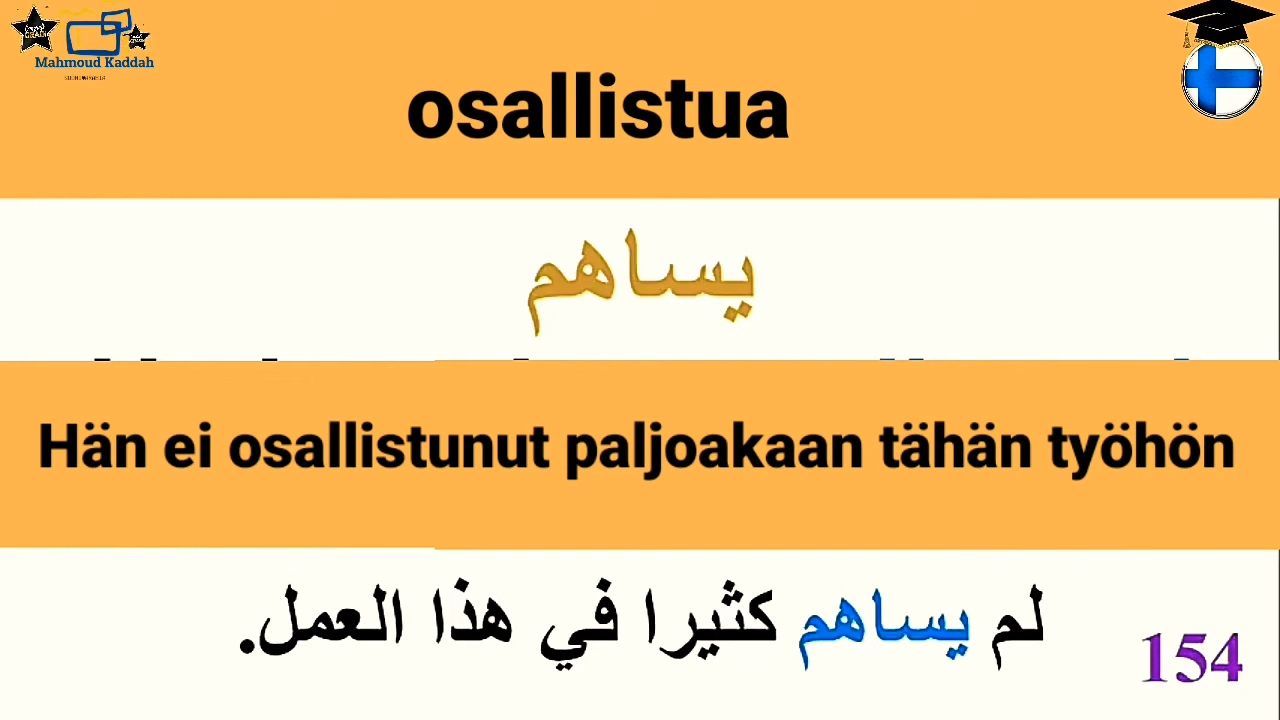 Mahmoud Kaddah
osallistua
يساهم
Hän ei osallistunut paljoakaan tähän työhön
لم يساهم كثيرا في هذا العمل.
154